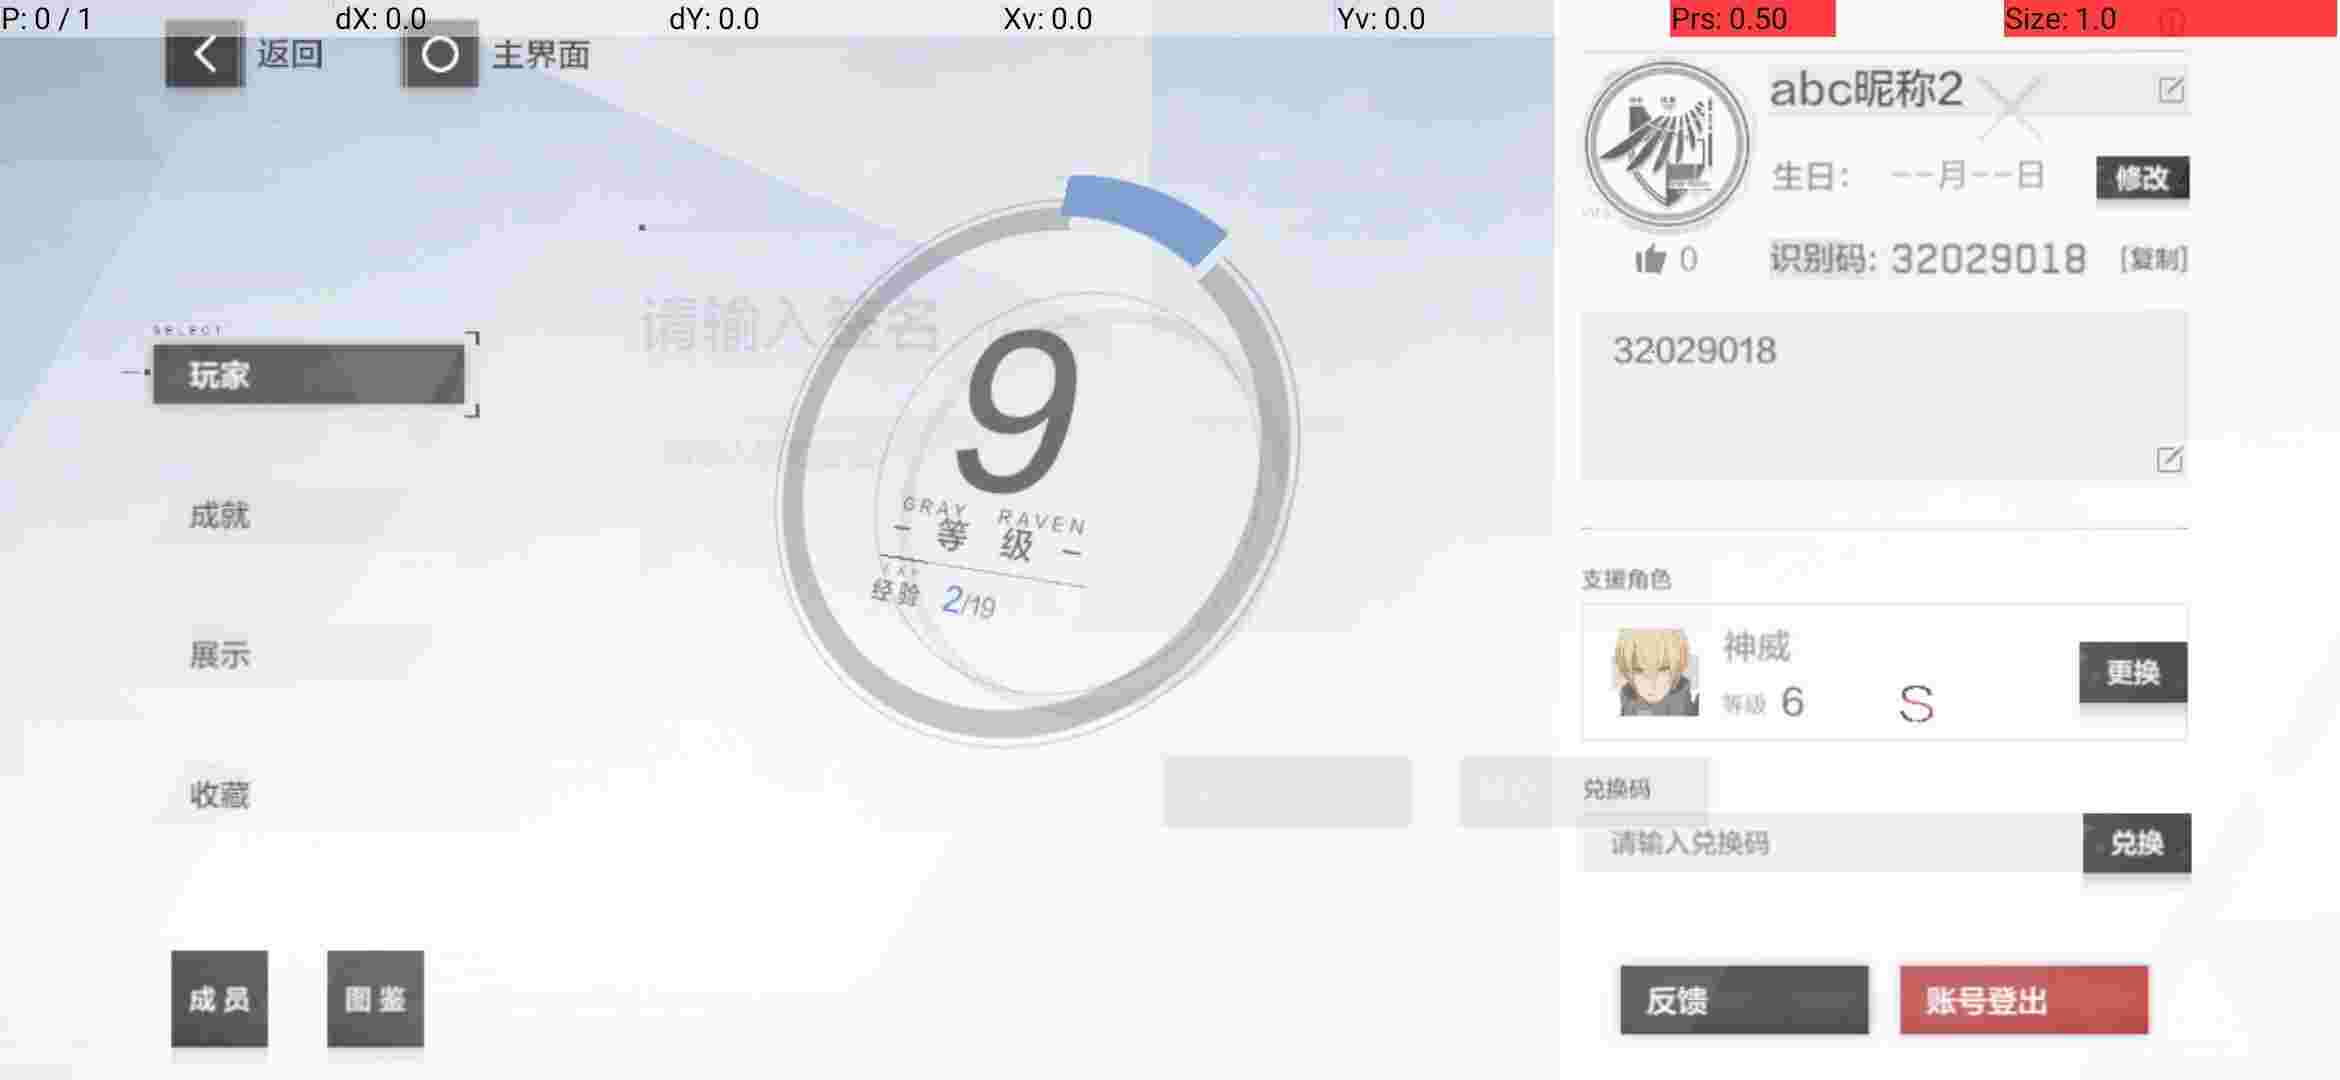 P: 0 / 1
dX: 0.0
dY: 0.0
Xv: 0.0
Yv: 0.0
Prs: 0.50
Size: 1.0
返回
主界面
SELECT
玩家
成就
展示
收藏
成员
图鉴
请输入签名
9
GRAY RAVEN
- 等级 -
EXP
经验 2/19
abc昵称2
生日: --月--日
修改
0
识别码: 32029018 [复制]
32029018
支援角色
神威
等级 6
S
更换
兑换码
请输入兑换码
兑换
反馈
账号登出